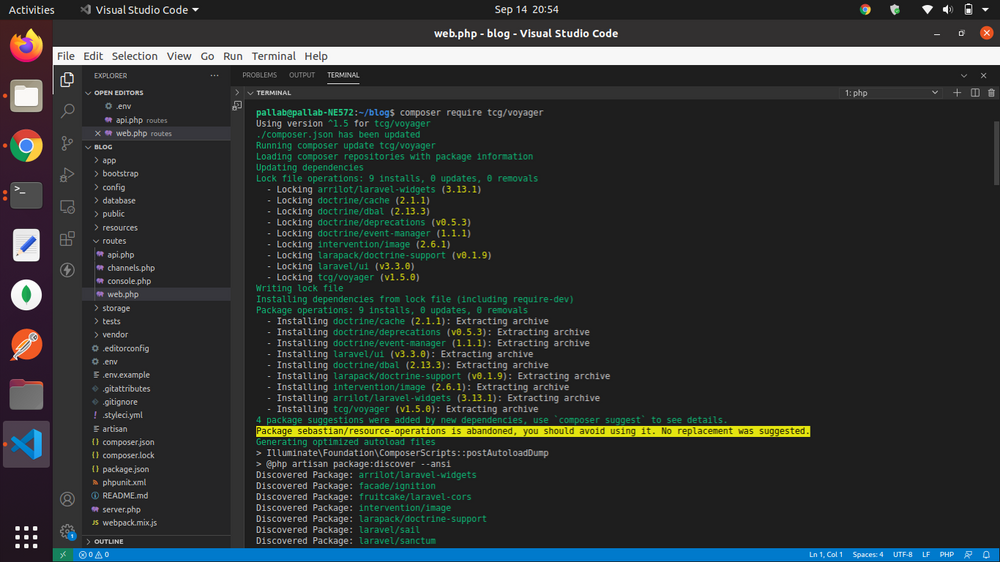 Activities
Visual Studio Code
Sep 14 20:54
web.php - blog - Visual Studio Code
File Edit Selection View Go Run Terminal Help
EXPLORER
OPEN EDITORS
.env
api.php routes
web.php routes
BLOG
app
bootstrap
config
database
public
resources
routes
api.php
channels.php
console.php
web.php
storage
tests
vendor
.editorconfig
.env
.env.example
.gitattributes
.gitignore
.styleci.yml
artisan
composer.json
composer.lock
package.json
phpunit.xml
README.md
server.php
JS webpack.mix.js
OUTLINE
PROBLEMS OUTPUT TERMINAL
TERMINAL
1: php
pallab@pallab-NE572:~/blog$ composer require tcg/voyager
Using version ^1.5 for tcg/voyager
./composer.json has been updated
Running composer update tcg/voyager
Loading composer repositories with package information
Updating dependencies
Lock file operations: 9 installs, 0 updates, 0 removals
- Locking arrilot/laravel-widgets (3.13.1)
- Locking doctrine/cache (2.1.1)
- Locking doctrine/dbal (2.13.3)
- Locking doctrine/deprecations (v0.5.3)
- Locking doctrine/event-manager (1.1.1)
- Locking intervention/image (2.6.1)
- Locking larapack/doctrine-support (v0.1.9)
- Locking laravel/ui (v3.3.0)
- Locking tcg/voyager (v1.5.0)
Writing lock file
Installing dependencies from lock file (including require-dev)
Package operations: 9 installs, 0 updates, 0 removals
- Installing doctrine/cache (2.1.1): Extracting archive
- Installing doctrine/deprecations (v0.5.3): Extracting archive
- Installing doctrine/event-manager (1.1.1): Extracting archive
- Installing laravel/ui (v3.3.0): Extracting archive
- Installing doctrine/dbal (2.13.3): Extracting archive
- Installing larapack/doctrine-support (v0.1.9): Extracting archive
- Installing intervention/image (2.6.1): Extracting archive
- Installing arrilot/laravel-widgets (3.13.1): Extracting archive
- Installing tcg/voyager (v1.5.0): Extracting archive
4 package suggestions were added by new dependencies, use `composer suggest` to see details.
Package sebastian/resource-operations is abandoned, you should avoid using it. No replacement was suggested.
Generating optimized autoload files
> Illuminate\Foundation\ComposerScripts::postAutoloadDump
> @php artisan package:discover --ansi
Discovered Package: arrilot/laravel-widgets
Discovered Package: facade/ignition
Discovered Package: fruitcake/laravel-cors
Discovered Package: intervention/image
Discovered Package: larapack/doctrine-support
Discovered Package: laravel/sail
Discovered Package: laravel/sanctum
0 0
Ln 1, Col 1 Spaces: 4 UTF-8 LF PHP